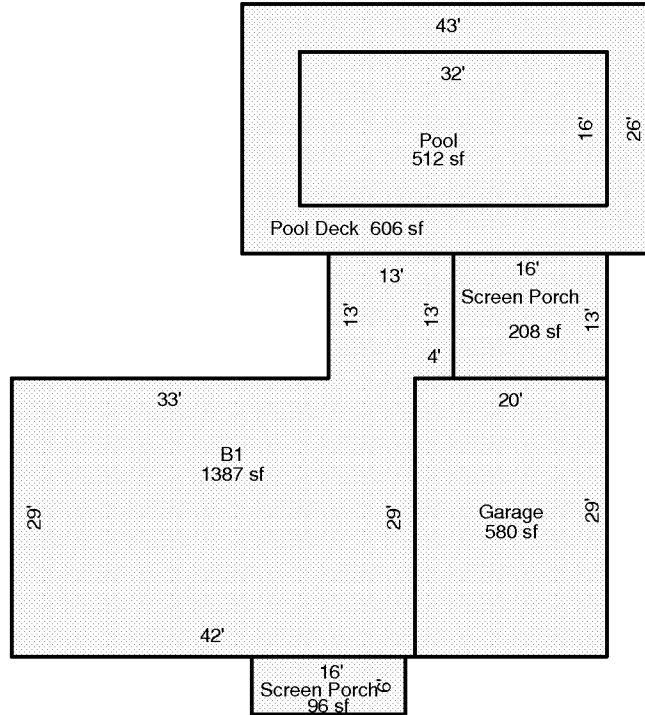 43'
32'
16'
26'
Pool
512 sf
Pool Deck 606 sf
13'
16'
13'
13'
Screen Porch
208 sf
13'
4'
33'
20'
B1
1387 sf
29'
29'
Garage
580 sf
29'
42'
16'
6'
Screen Porch
96 sf